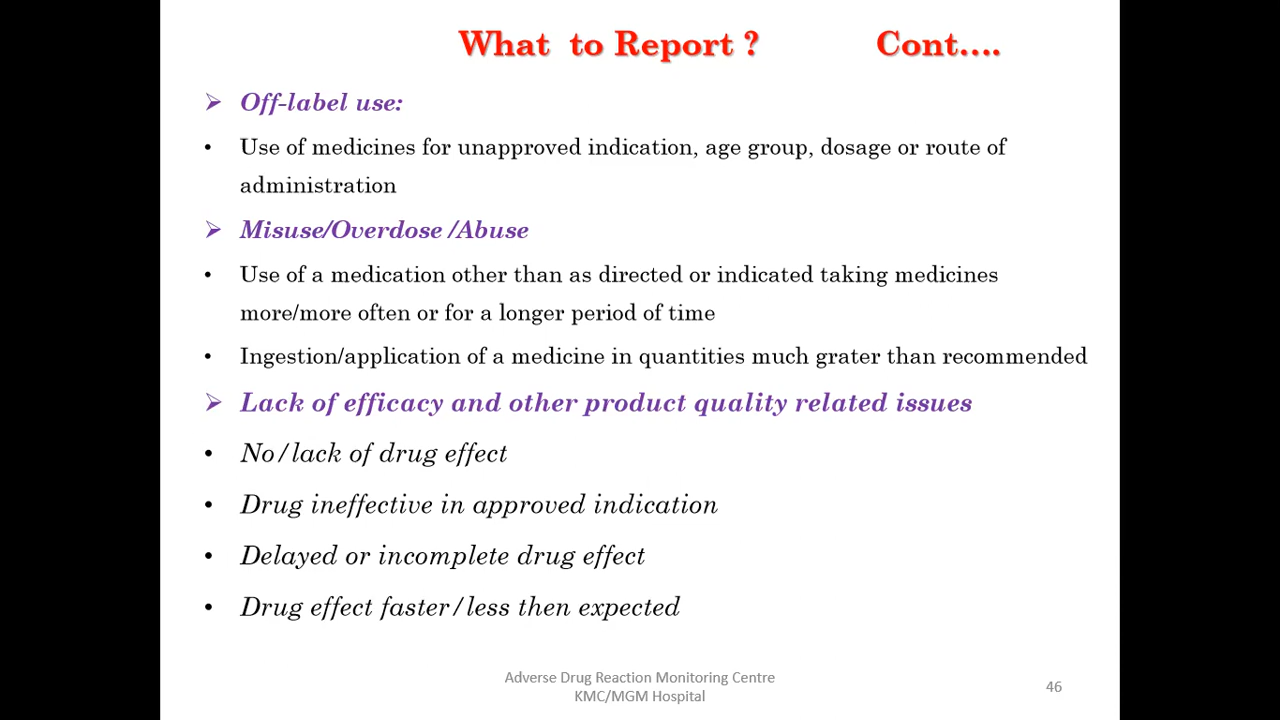 What to Report ? Cont....
➢ Off-label use:
• Use of medicines for unapproved indication, age group, dosage or route of
administration
➢ Misuse/Overdose /Abuse
• Use of a medication other than as directed or indicated taking medicines
more/more often or for a longer period of time
• Ingestion/application of a medicine in quantities much grater than recommended
➢ Lack of efficacy and other product quality related issues
• No/lack of drug effect
• Drug ineffective in approved indication
• Delayed or incomplete drug effect
• Drug effect faster/less then expected
Adverse Drug Reaction Monitoring Centre
KMC/MGM Hospital
46